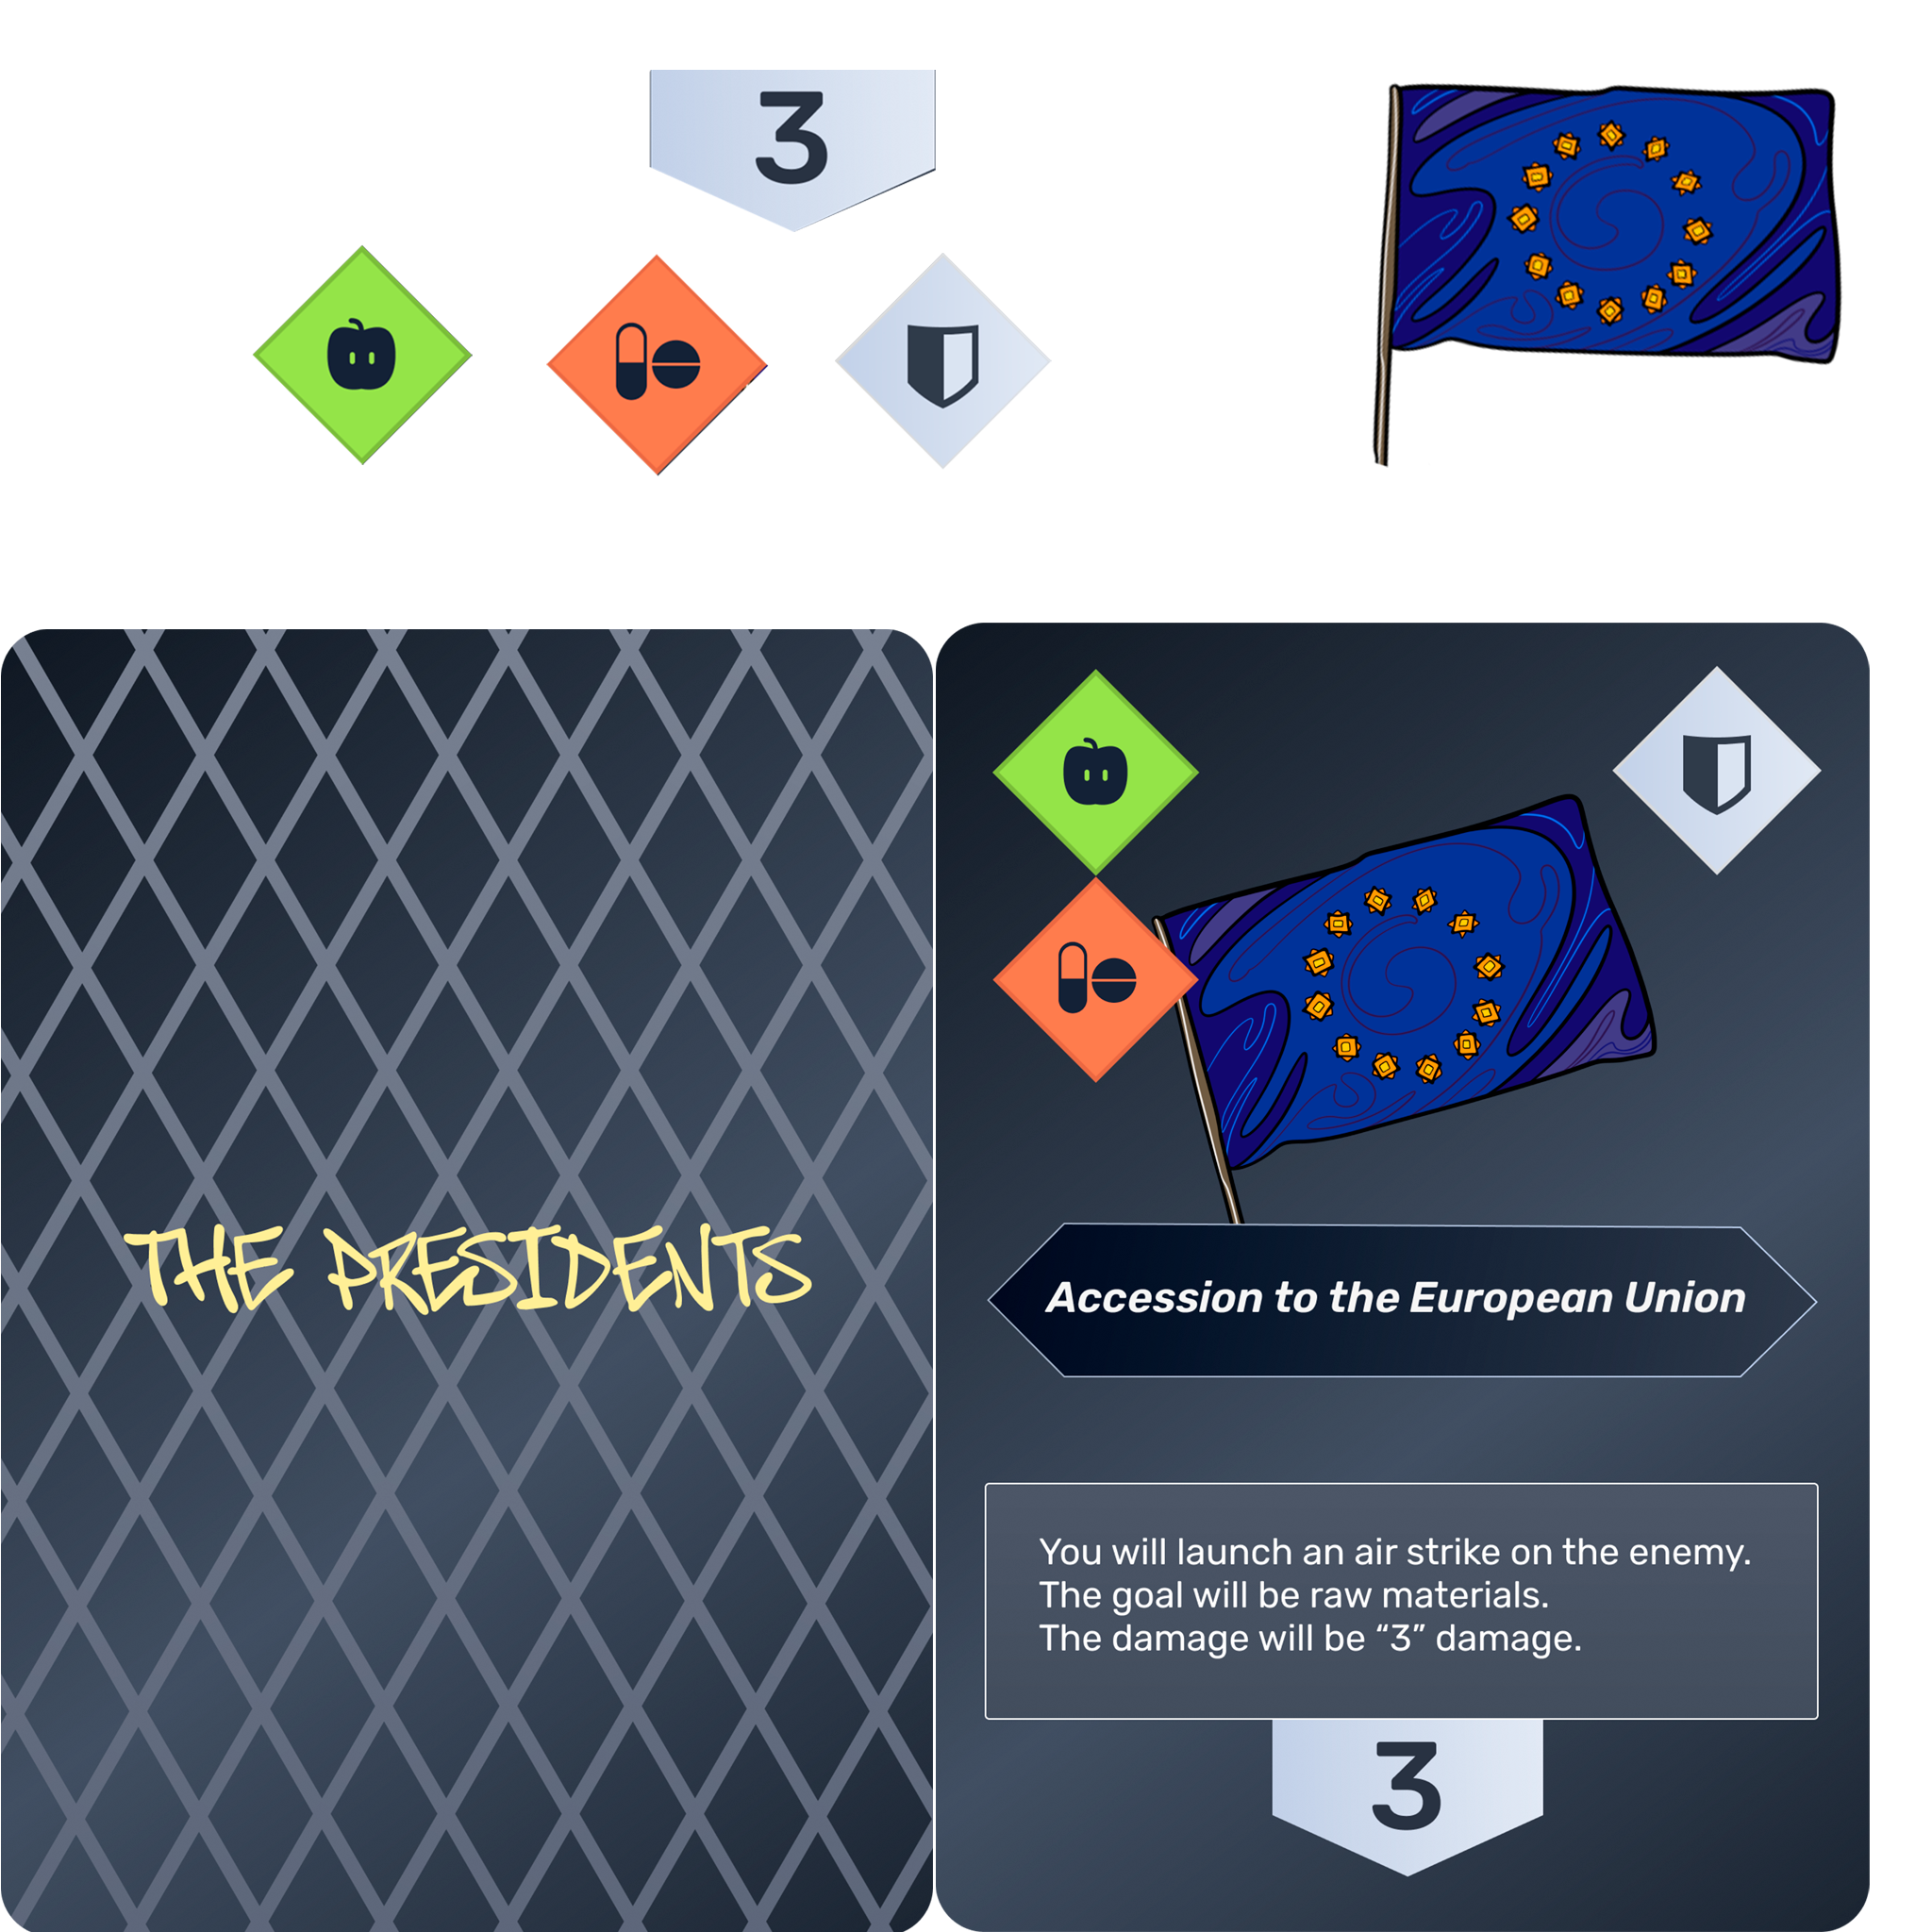 3
THE PRESIDENTS
Accession to the European Union
You will launch an air strike on the enemy.
The goal will be raw materials.
The damage will be “3” damage.
3